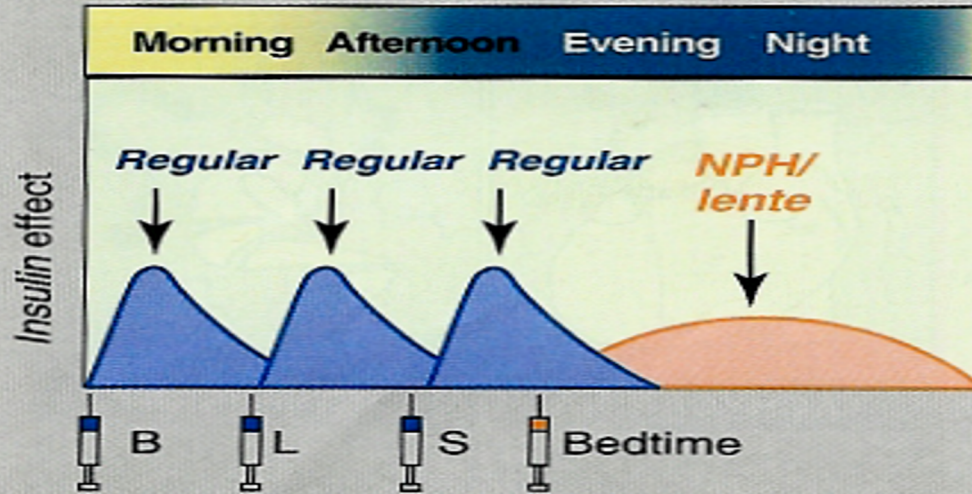 Morning Afternoon Evening Night
Insulin effect
Regular Regular Regular NPH/
lente
B L S Bedtime